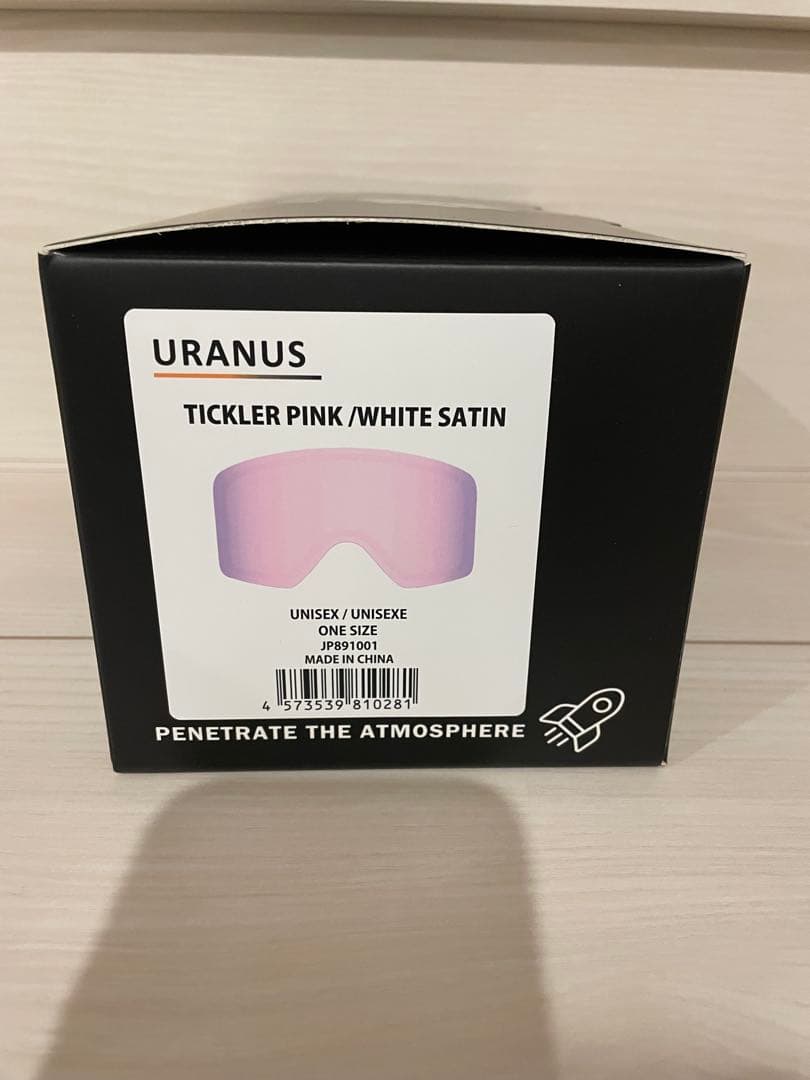 URANUS
TICKLER PINK /WHITE SATIN
UNISEX / UNISEXE
ONE SIZE
JP891001
MADE IN CHINA
4 573539 810281
PENETRATE THE ATMOSPHERE